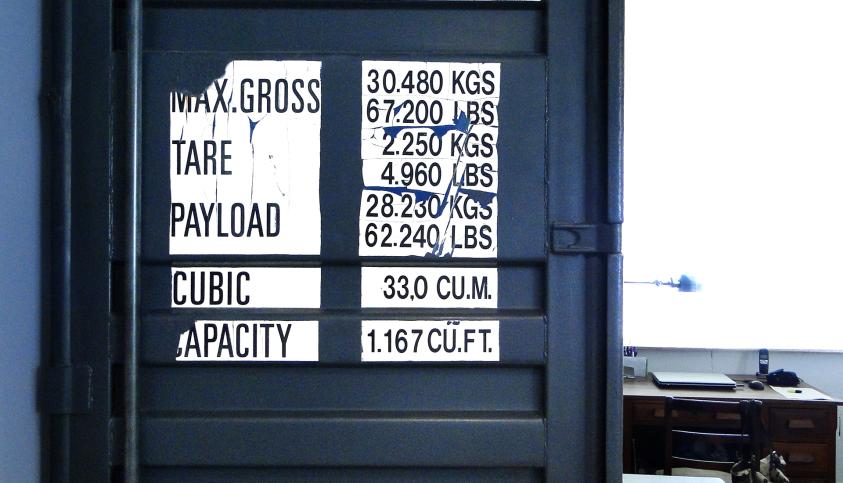 MAX.GROSS 30.480 KGS
67.200 LBS
TARE 2.250 KGS
4.960 LBS
PAYLOAD 28.230 KGS
62.240 LBS
CUBIC 33,0 CU.M.
CAPACITY 1.167 CU.FT.